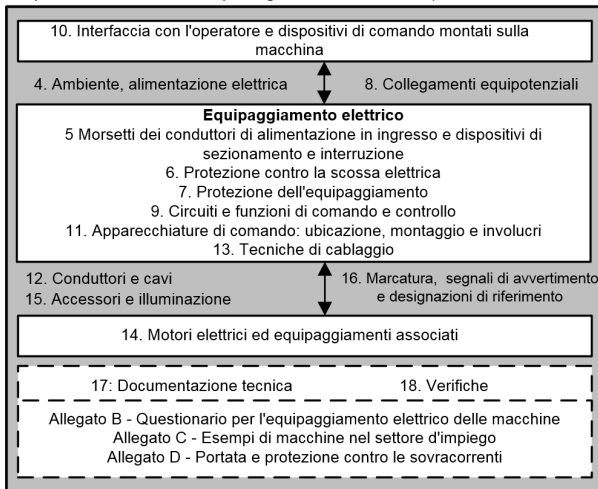 10. Interfaccia con l'operatore e dispositivi di comando montati sulla
macchina
4. Ambiente, alimentazione elettrica
8. Collegamenti equipotenziali
Equipaggiamento elettrico
5 Morsetti dei conduttori di alimentazione in ingresso e dispositivi di
sezionamento e interruzione
6. Protezione contro la scossa elettrica
7. Protezione dell'equipaggiamento
9. Circuiti e funzioni di comando e controllo
11. Apparecchiature di comando: ubicazione, montaggio e involucri
13. Tecniche di cablaggio
12. Conduttori e cavi
15. Accessori e illuminazione
16. Marcatura, segnali di avvertimento
e designazioni di riferimento
14. Motori elettrici ed equipaggiamenti associati
17: Documentazione tecnica
18. Verifiche
Allegato B - Questionario per l'equipaggiamento elettrico delle macchine
Allegato C - Esempi di macchine nel settore d'impiego
Allegato D - Portata e protezione contro le sovracorrenti